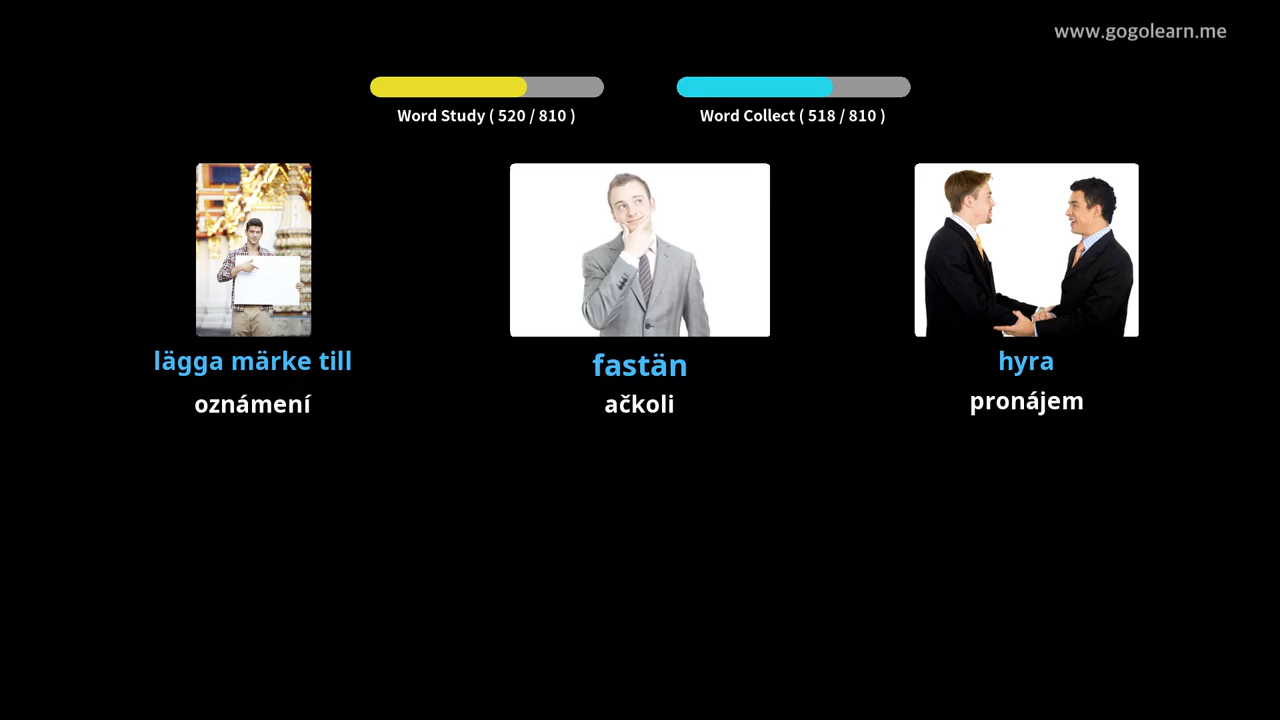 www.gogolearn.me
Word Study ( 520 / 810 )
Word Collect ( 518 / 810 )
lägga märke till
oznámení
fastän
ačkoli
hyra
pronájem